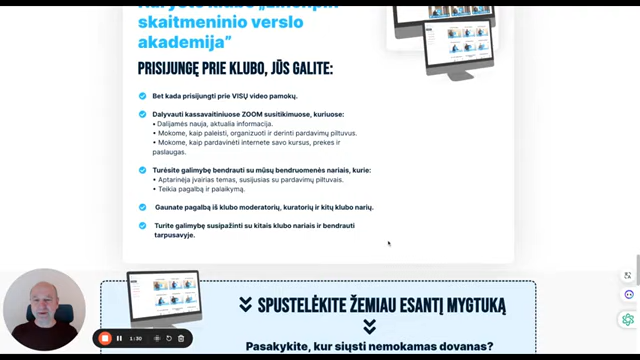 skaitmeninio verslo
akademija"
PRISIJUNGĘ PRIE KLUBO, JŪS GALITE:
Bet kada prisijungti prie VISŲ video pamokų.
Dalyvauti kassavaitiniuose ZOOM susitikimuose, kuriuose:
• Dalijamės nauja, aktualia informacija.
• Mokome, kaip paleisti, organizuoti ir derinti pardavimų piltuvus.
• Mokome, kaip pardavinėti internete savo kursus, prekes ir
paslaugas.
Turėsite galimybę bendrauti su mūsų bendruomenės nariais, kurie:
• Aptarinėja įvairias temas, susijusias su pardavimų piltuvais.
• Teikia pagalbą ir palaikymą.
Gaunate pagalbą iš klubo moderatorių, kuratorių ir kitų klubo narių.
Turite galimybę susipažinti su kitais klubo nariais ir bendrauti
tarpusavyje.
SPUSTELĖKITE ŽEMIAU ESANTĮ MYGTUKĄ
Pasakykite, kur siųsti nemokamas dovanas?
1:30